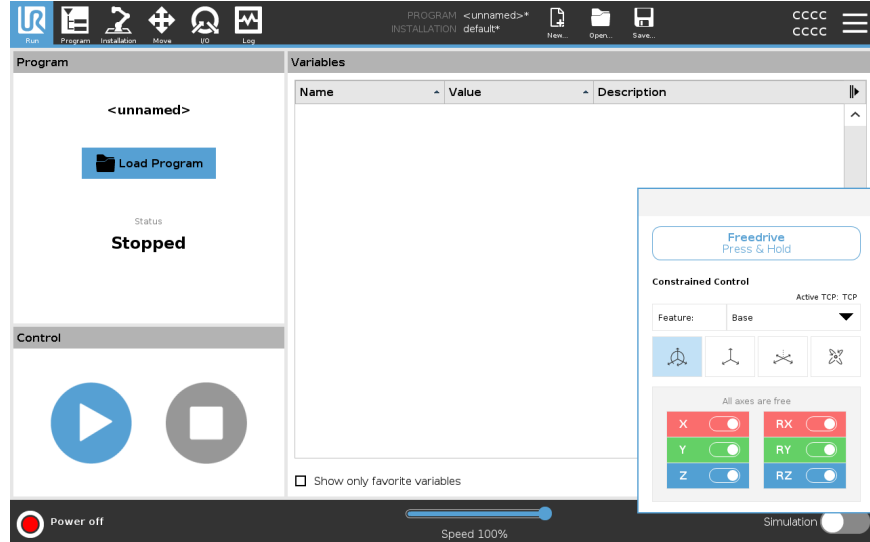 UR
Run
Program
Installation
Move
I/O
Log
PROGRAM <unnamed>*
INSTALLATION default*
New...
Open...
Save...
CCCC
CCCC
Program
<unnamed>
Load Program
Status
Stopped
Control
Variables
Name
Value
Description
Show only favorite variables
Freedrive
Press & Hold
Constrained Control
Active TCP: TCP
Feature: Base
All axes are free
X RX
Y RY
Z RZ
Power off
Speed 100%
Simulation